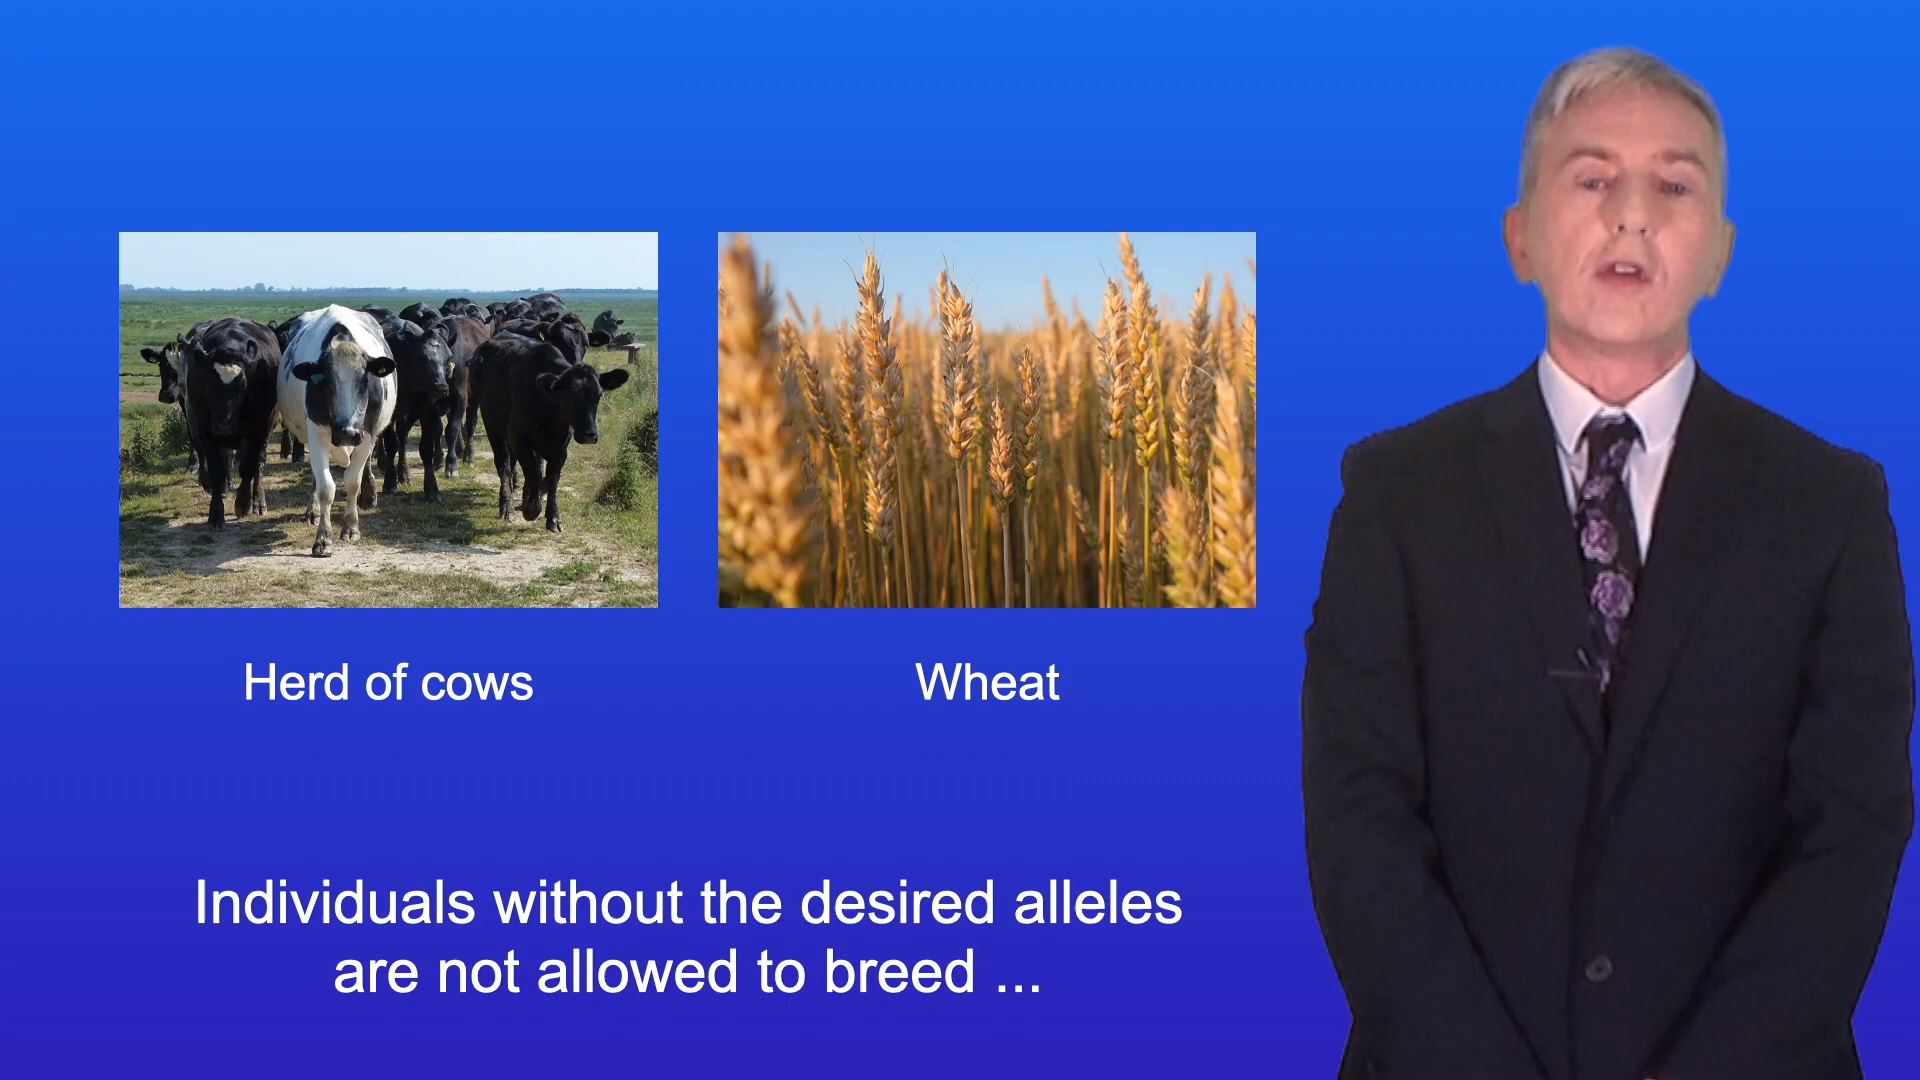 Herd of cows
Wheat
Individuals without the desired alleles
are not allowed to breed ...